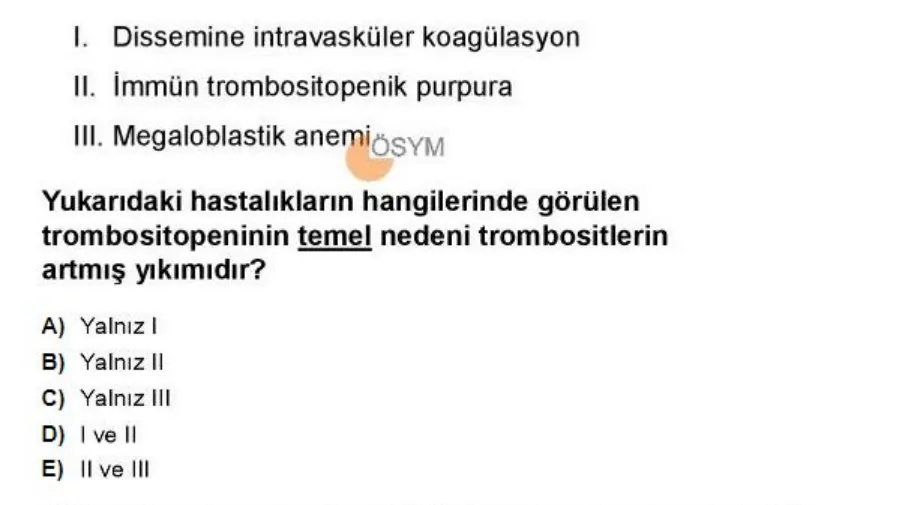 I. Dissemine intravasküler koagülasyon
II. İmmün trombositopenik purpura
III. Megaloblastik anemi
ÖSYM
Yukarıdaki hastalıkların hangilerinde görülen
trombositopeninin temel nedeni trombositlerin
artmış yıkımıdır?
A) Yalnız I
B) Yalnız II
C) Yalnız III
D) I ve II
E) II ve III